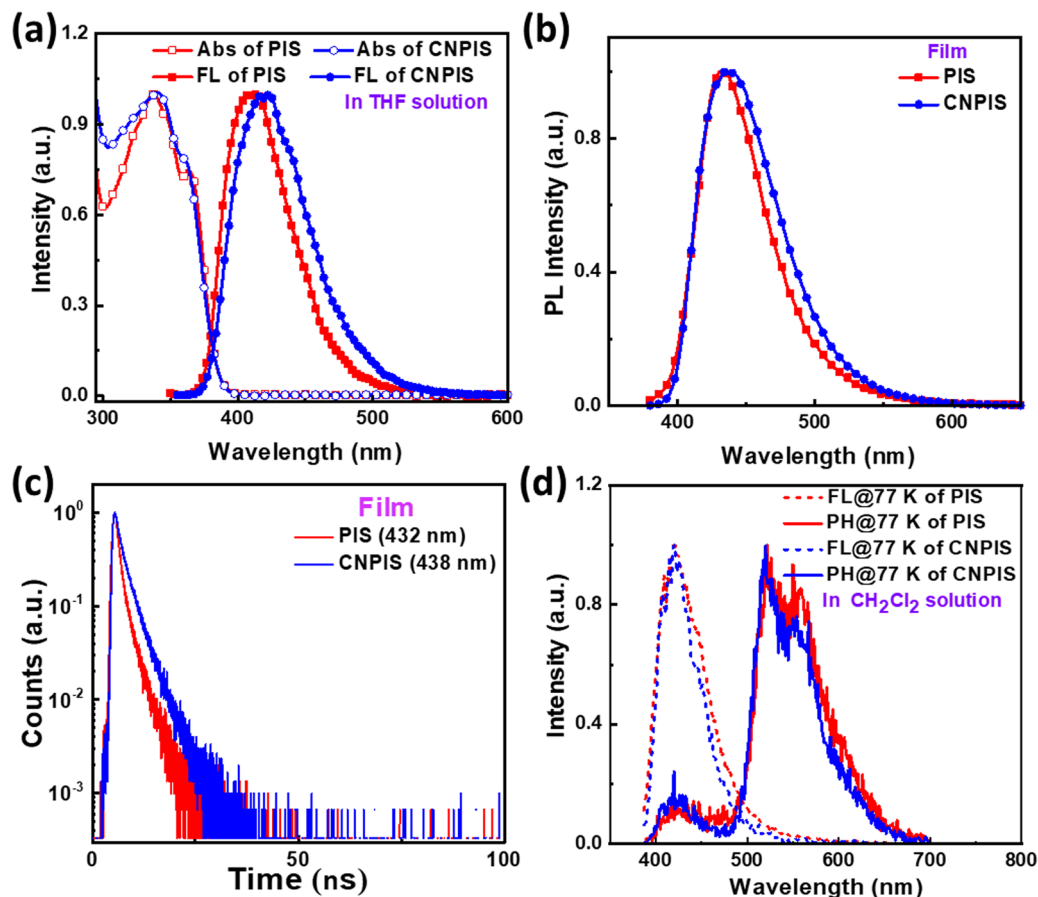 (a)
1.2
1.0
0.9
0.6
0.3
0.0
Abs of PIS
Abs of CNPIS
FL of PIS
FL of CNPIS
In THF solution
Intensity (a.u.)
300
400
500
600
Wavelength (nm)
(b)
1.0
0.8
0.4
0.0
Film
PIS
CNPIS
PL Intensity (a.u.)
400
500
600
Wavelength (nm)
(c)
10⁰
10⁻¹
10⁻²
10⁻³
Film
PIS (432 nm)
CNPIS (438 nm)
Counts (a.u.)
0
50
100
Time (ns)
(d)
1.2
0.8
0.4
0.0
FL@77 K of PIS
PH@77 K of PIS
FL@77 K of CNPIS
PH@77 K of CNPIS
In CH₂Cl₂ solution
Intensity (a.u.)
400
500
600
700
800
Wavelength (nm)